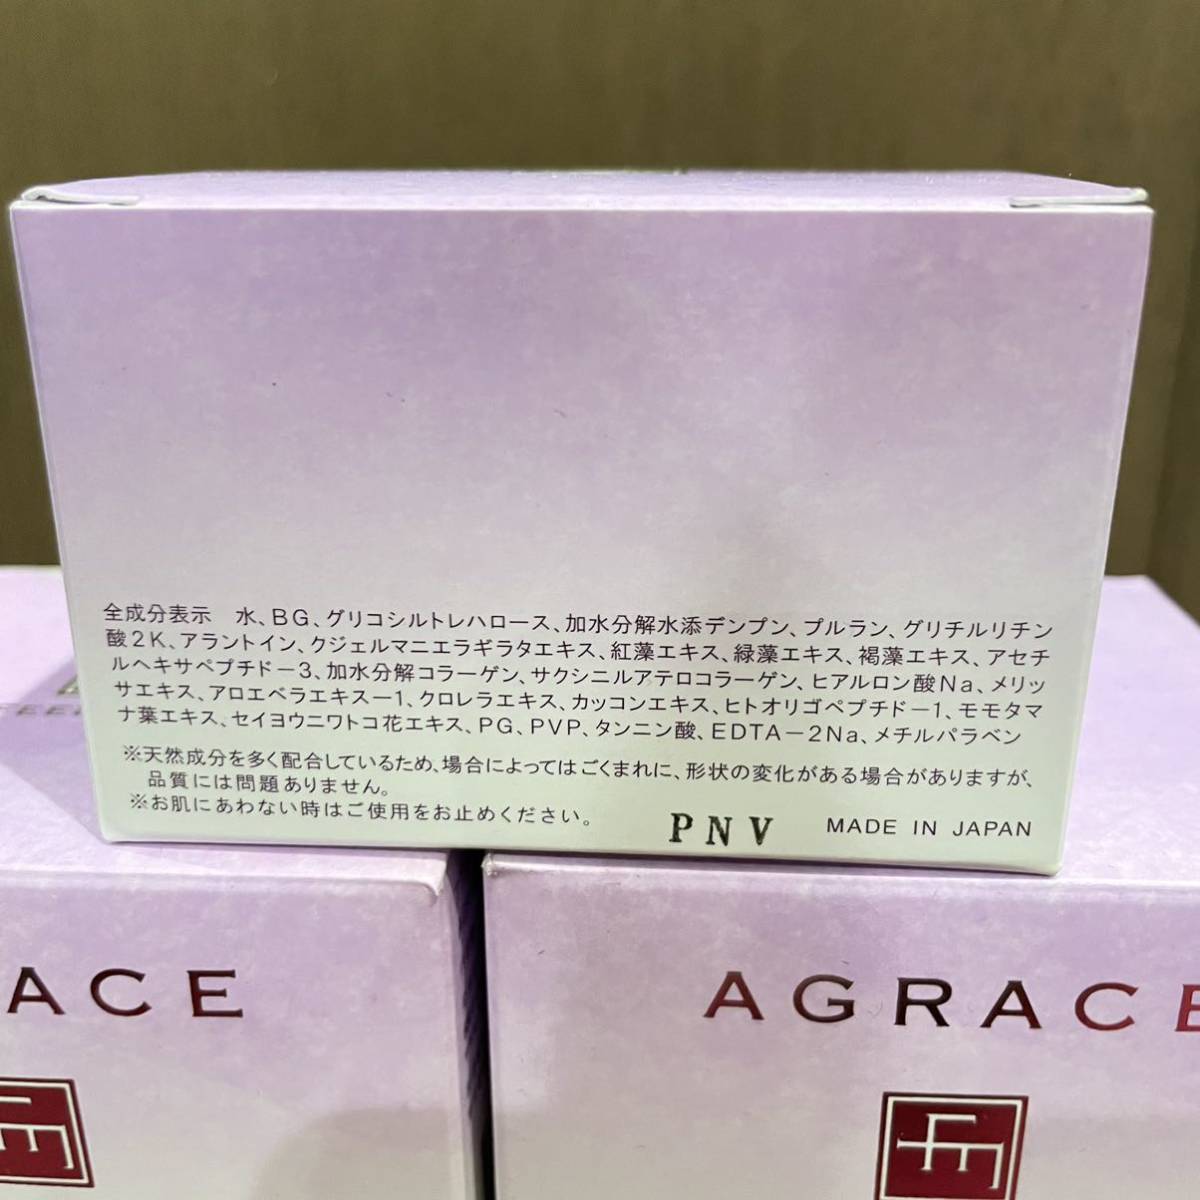 全成分表示　水、BG、グリコシルトレハロース、加水分解水添デンプン、プルラン、グリチルリチン
酸2K、アラントイン、クジェルマニエラギラタエキス、紅藻エキス、緑藻エキス、褐藻エキス、アセチ
ルヘキサペプチドー3、加水分解コラーゲン、サクシニルアテロコラーゲン、ヒアルロン酸Na、メリッ
サエキス、アロエベラエキスー1、クロレラエキス、カッコンエキス、ヒトオリゴペプチドー1、モモタマ
ナ葉エキス、セイヨウニワトコ花エキス、PG、PVP、タンニン酸、EDTA－2Na、メチルパラベン
※天然成分を多く配合しているため、場合によってはごくまれに、形状の変化がある場合がありますが、
品質には問題ありません。
※お肌にあわない時はご使用をお止めください。
PNV MADE IN JAPAN
ACE
AGRACE